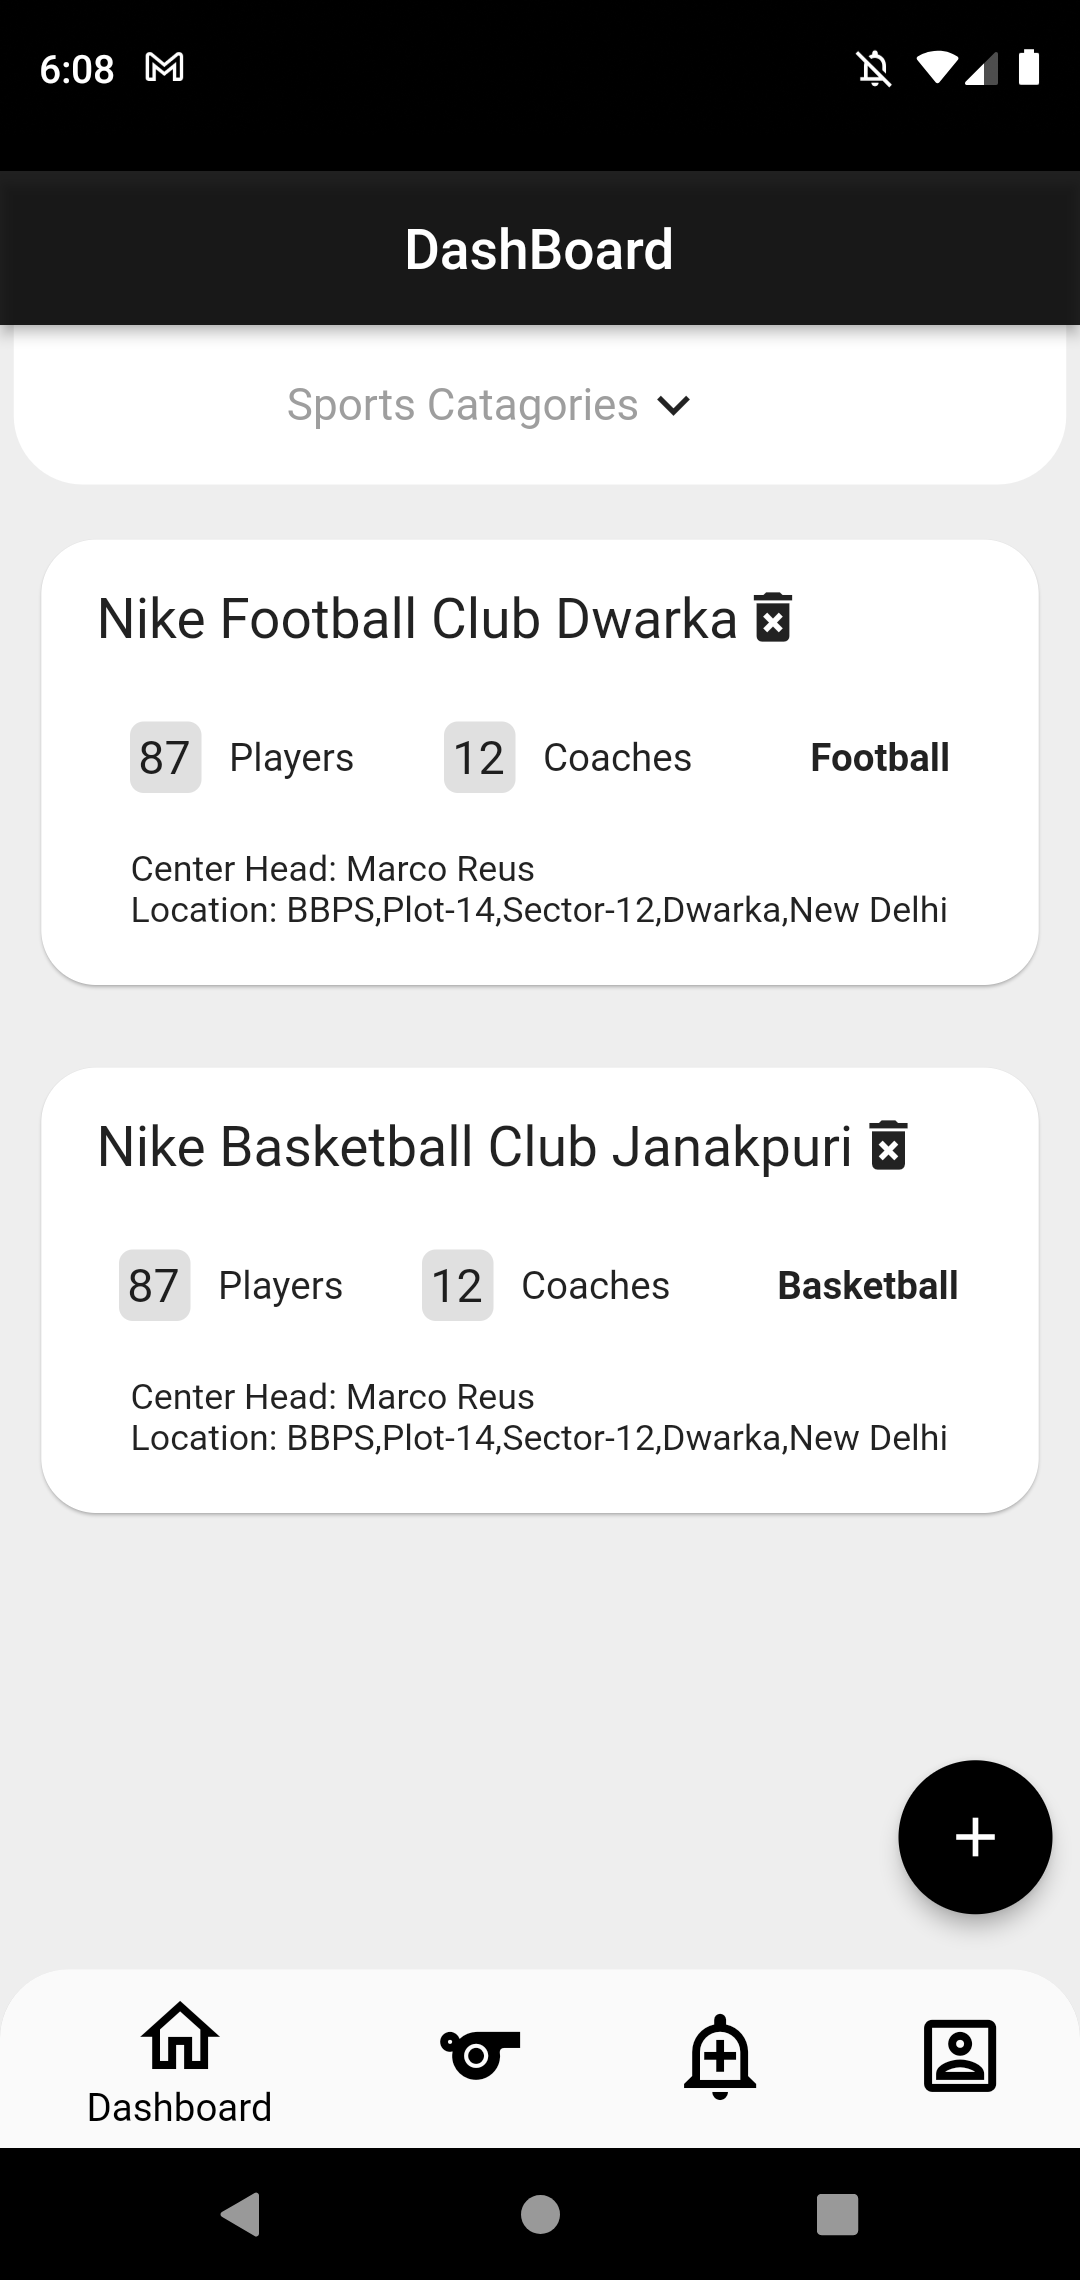 6:08
DashBoard
Sports Catagories
Nike Football Club Dwarka
87 Players 12 Coaches Football
Center Head: Marco Reus
Location: BBPS,Plot-14,Sector-12,Dwarka,New Delhi
Nike Basketball Club Janakpuri
87 Players 12 Coaches Basketball
Center Head: Marco Reus
Location: BBPS,Plot-14,Sector-12,Dwarka,New Delhi
Dashboard